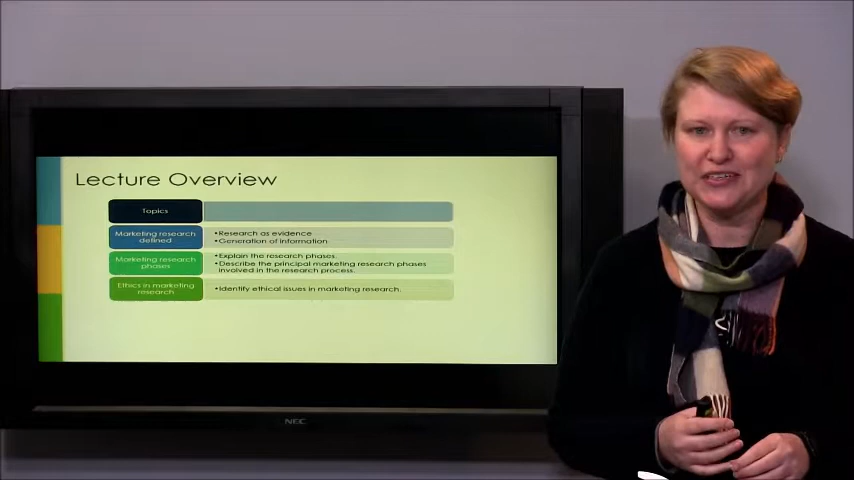 Lecture Overview
Topics
Marketing research
defined
•Research as evidence
•Generation of information
Marketing research
phases
•Explain the research phases.
•Describe the principal marketing research phases
involved in the research process.
Ethics in marketing
research
•Identify ethical issues in marketing research.
NEC